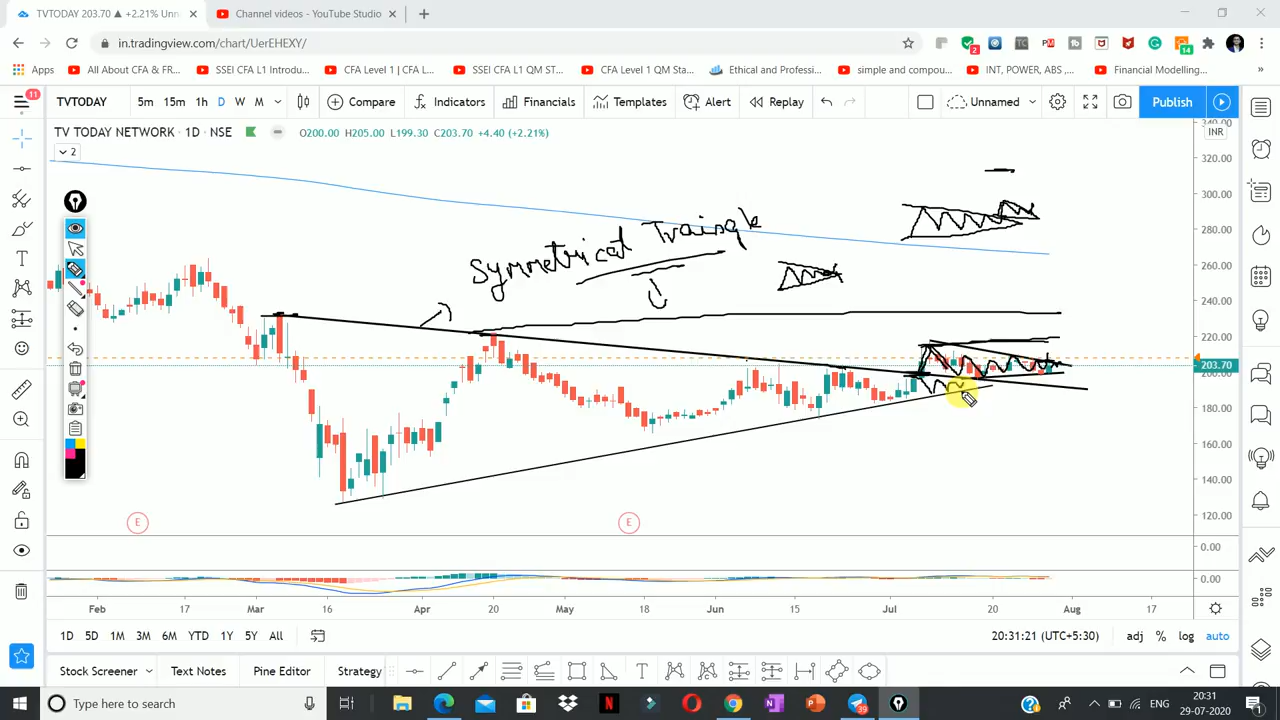 TVTODAY 203.70 ▲ +2.21% Unn
Channel videos - YouTube Studio
in.tradingview.com/chart/UerEHEXY/
2
14
Apps
All About CFA & FR...
SSEI CFA L1 Introdu...
CFA Level 1 | CFA L...
SSEI CFA L1 QM ST...
CFA Level 1 QM Sta...
Ethical and Professi...
simple and compou...
INT, POWER, ABS ,...
Financial Modelling...
11
TVTODAY
5m 15m 1h D W M
Compare
Indicators
Financials
Templates
Alert
Replay
Unnamed
Publish
TV TODAY NETWORK · 1D · NSE
O200.00 H205.00 L199.30 C203.70 +4.40 (+2.21%)
INR
2
340.00
320.00
300.00
280.00
260.00
240.00
220.00
203.70
200.00
180.00
160.00
140.00
120.00
0.00
0.00
Symmetrical Traingle
E
E
Feb 17 Mar 16 Apr 20 May 18 Jun 15 Jul 20 Aug 17
1D 5D 1M 3M 6M YTD 1Y 5Y All
20:31:21 (UTC+5:30)
adj % log auto
Stock Screener
Text Notes
Pine Editor
Strategy
Type here to search
39
ENG
20:31
29-07-2020